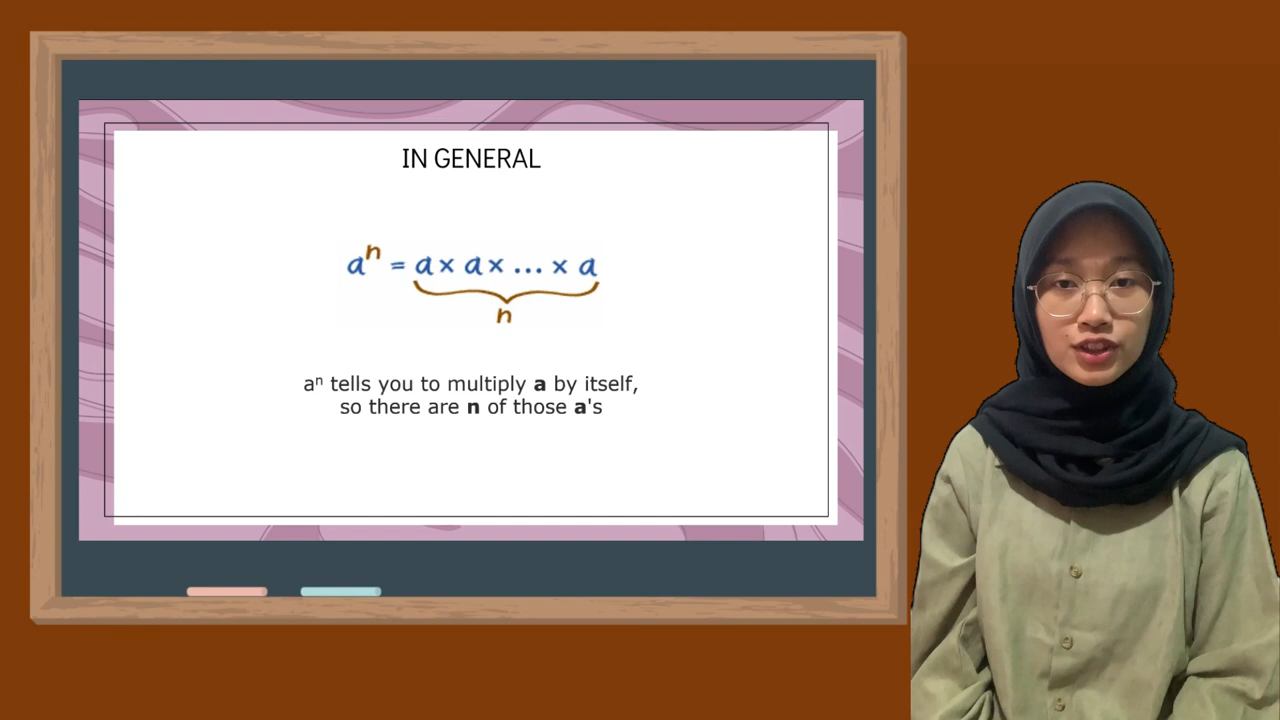 IN GENERAL
aⁿ = a × a × ... × a
n
aⁿ tells you to multiply a by itself,
so there are n of those a's